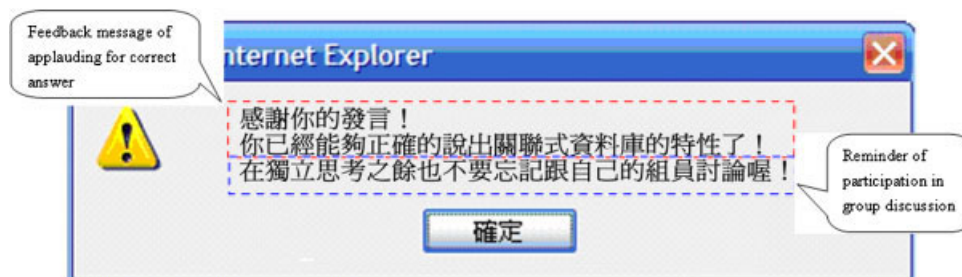 Feedback message of
applauding for correct
answer
nternet Explorer
感謝你的發言！
你已經能夠正確的說出關聯式資料庫的特性了！
在獨立思考之餘也不要忘記跟自己的組員討論喔！
Reminder of
participation in
group discussion
確定